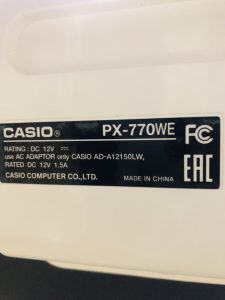 CASIO® PX-770WE
RATING : DC 12V ⎓
use AC ADAPTOR only CASIO AD-A12150LW,
RATED DC 12V 1.5A
CASIO COMPUTER CO.,LTD. MADE IN CHINA
FC
EAC